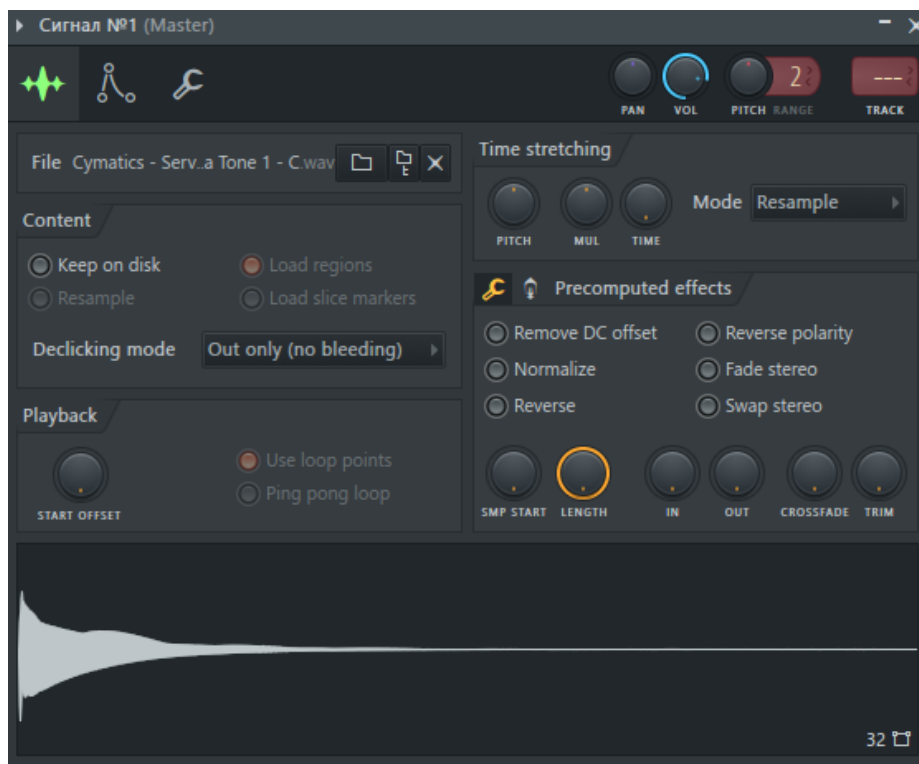 Сигнал №1 (Master)
PAN VOL PITCH RANGE 2 --- TRACK
File Cymatics - Serv..a Tone 1 - C.wav
Content
Keep on disk Load regions
Resample Load slice markers
Declicking mode Out only (no bleeding)
Playback
Use loop points
Ping pong loop
START OFFSET
Time stretching
PITCH MUL TIME Mode Resample
Precomputed effects
Remove DC offset Reverse polarity
Normalize Fade stereo
Reverse Swap stereo
SMP START LENGTH IN OUT CROSSFADE TRIM
32